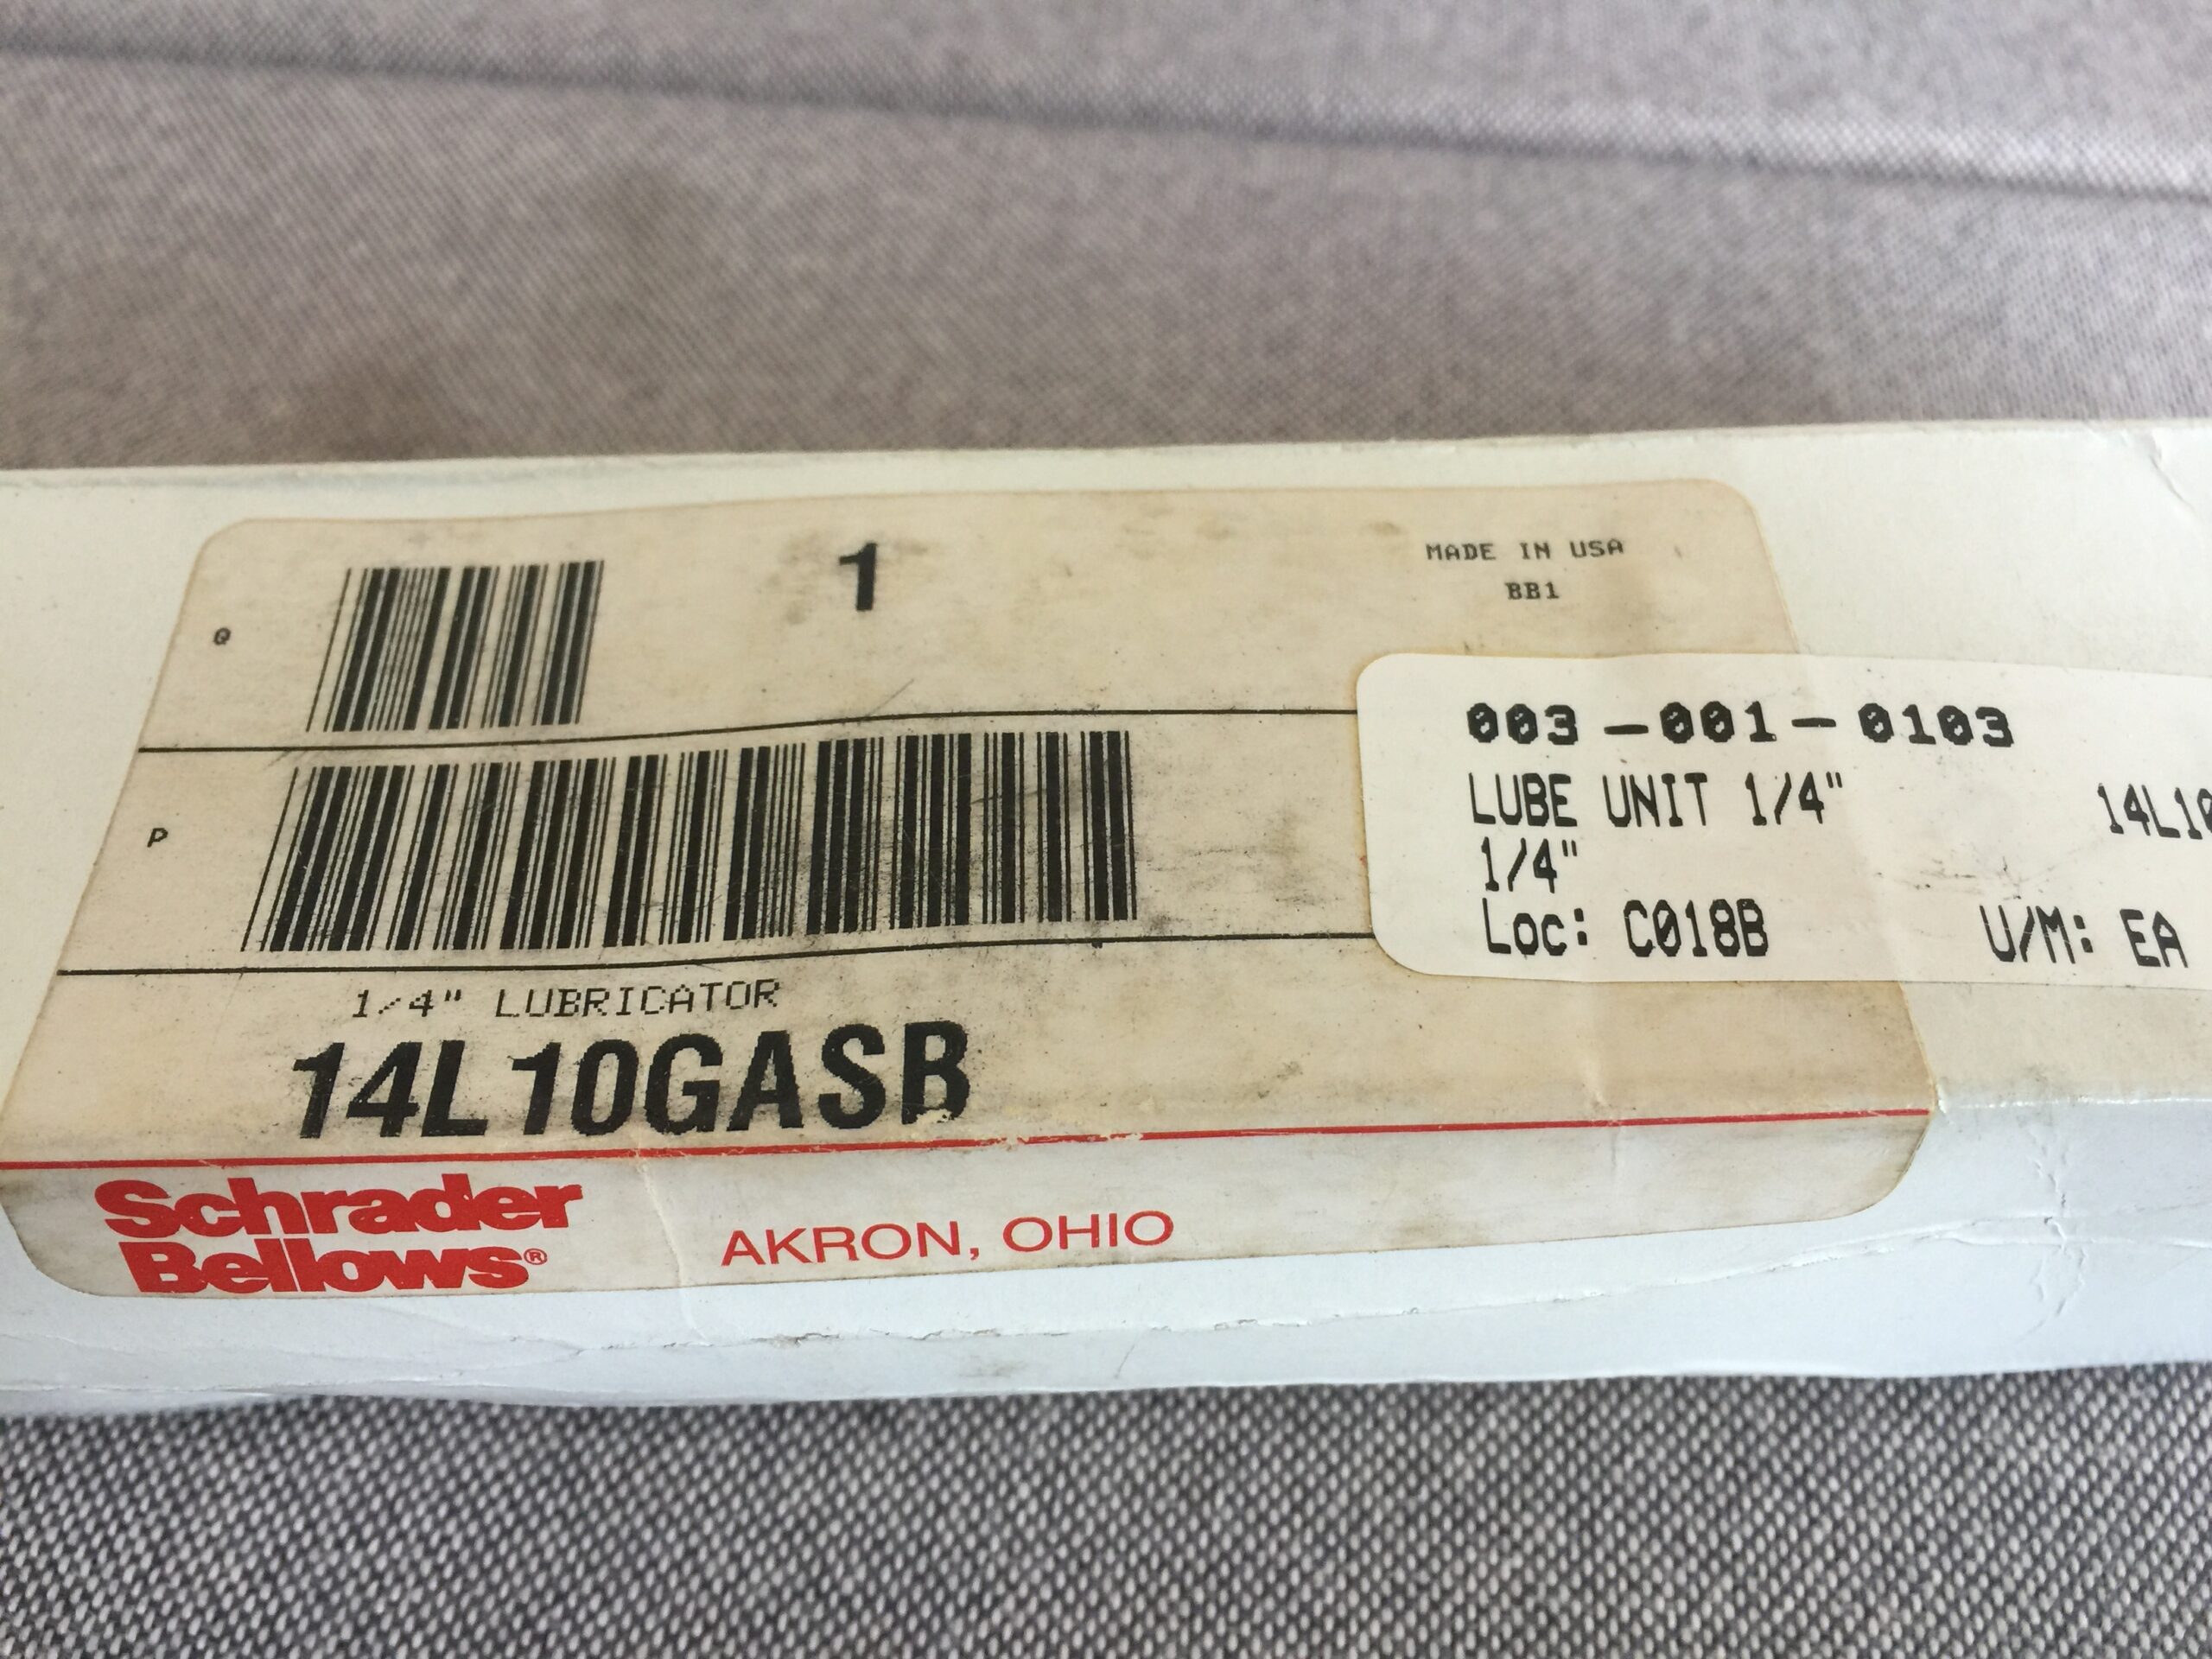 Q
1
MADE IN USA
BB1
P
1/4" LUBRICATOR
14L10GASB
Schrader
Bellows®
AKRON, OHIO
003-001-0103
LUBE UNIT 1/4" 14L10
1/4"
Loc: C018B U/M: EA